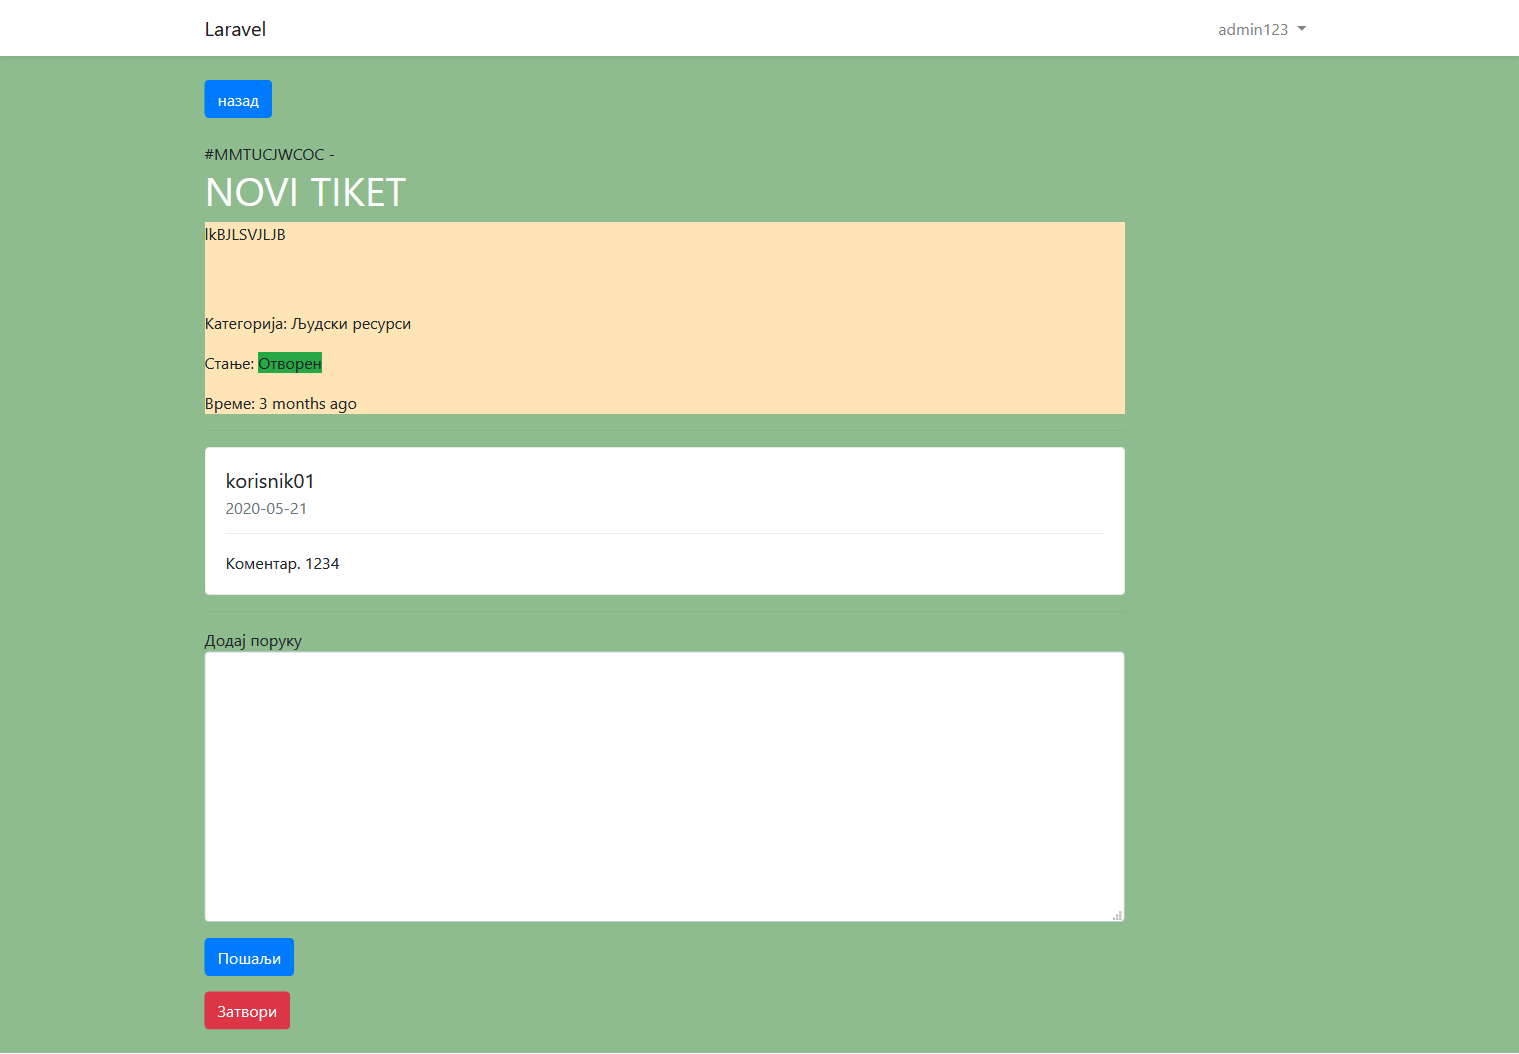 Laravel
admin123
назад
#MMTUCJWCOC -
NOVI TIKET
lkBJLSVJLJB
Категорија: Људски ресурси
Стање: Отворен
Време: 3 months ago
korisnik01
2020-05-21
Коментар. 1234
Додај поруку
Пошаљи
Затвори